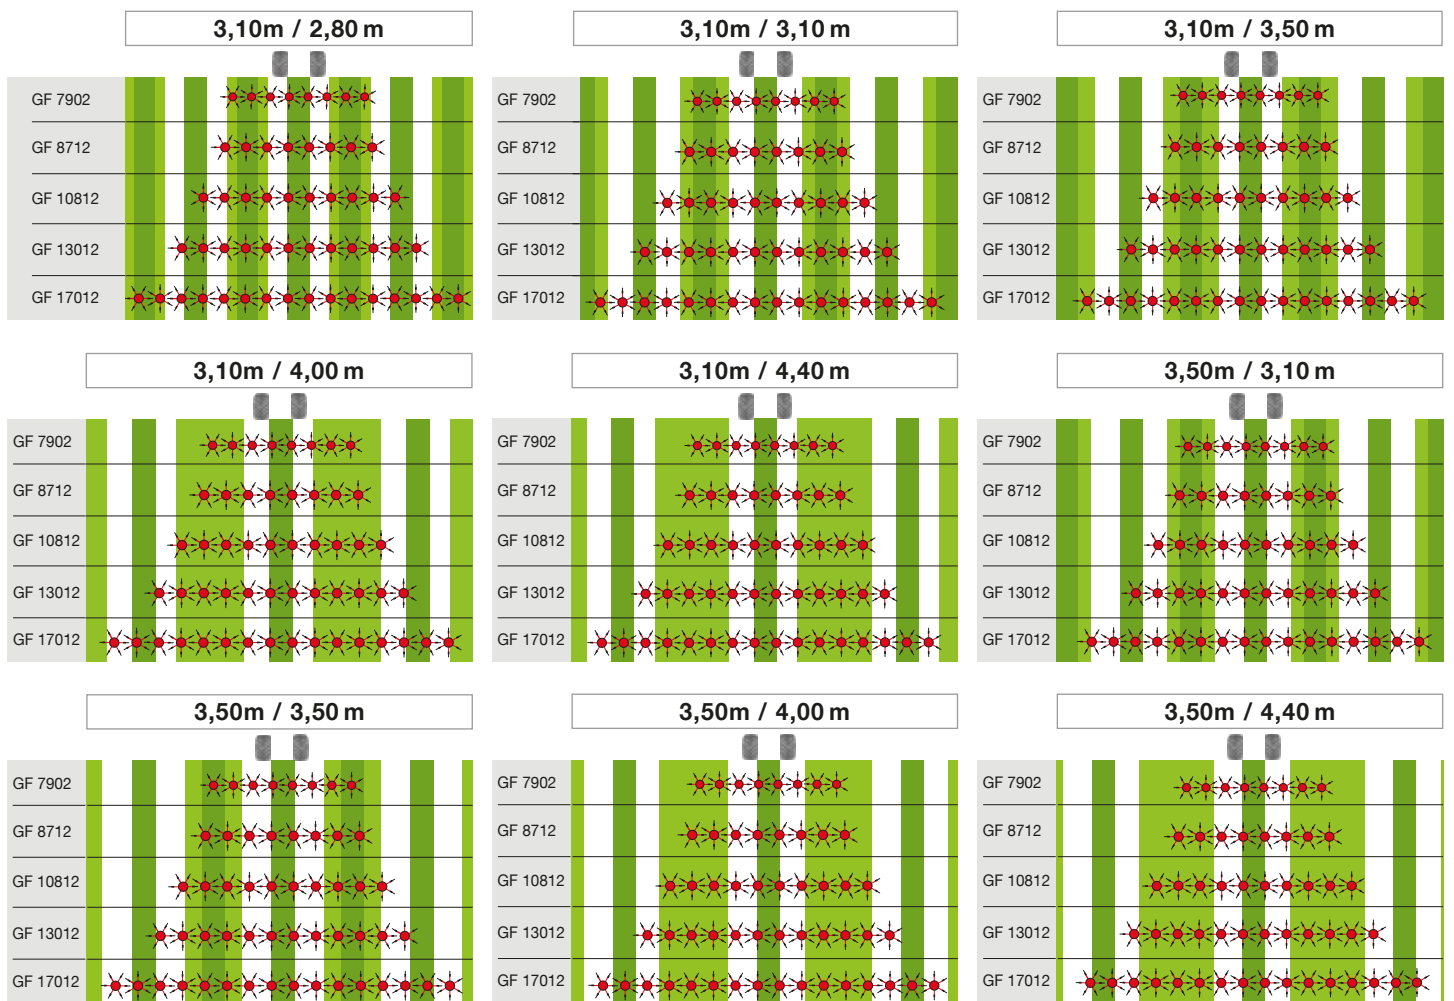 3,10m / 2,80 m
GF 7902
GF 8712
GF 10812
GF 13012
GF 17012
3,10m / 3,10 m
GF 7902
GF 8712
GF 10812
GF 13012
GF 17012
3,10m / 3,50 m
GF 7902
GF 8712
GF 10812
GF 13012
GF 17012
3,10m / 4,00 m
GF 7902
GF 8712
GF 10812
GF 13012
GF 17012
3,10m / 4,40 m
GF 7902
GF 8712
GF 10812
GF 13012
GF 17012
3,50m / 3,10 m
GF 7902
GF 8712
GF 10812
GF 13012
GF 17012
3,50m / 3,50 m
GF 7902
GF 8712
GF 10812
GF 13012
GF 17012
3,50m / 4,00 m
GF 7902
GF 8712
GF 10812
GF 13012
GF 17012
3,50m / 4,40 m
GF 7902
GF 8712
GF 10812
GF 13012
GF 17012